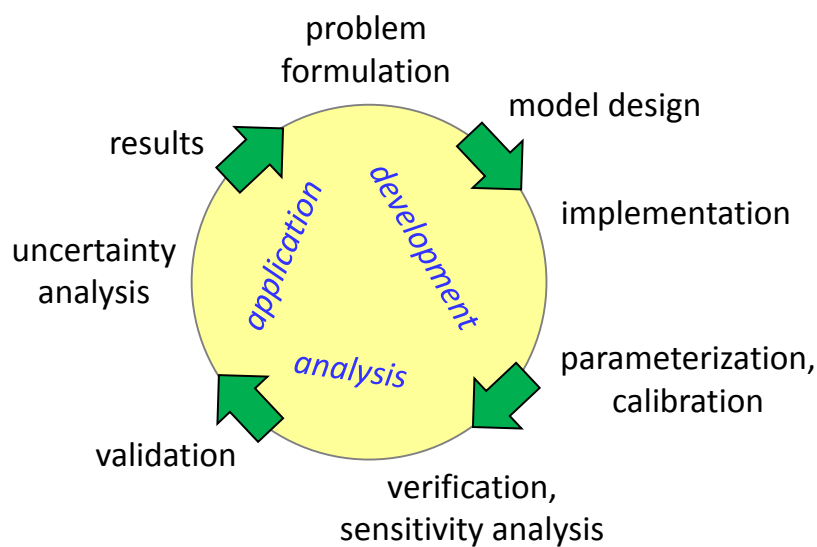 problem
formulation
model design
implementation
parameterization,
calibration
verification,
sensitivity analysis
validation
uncertainty
analysis
results
application
development
analysis